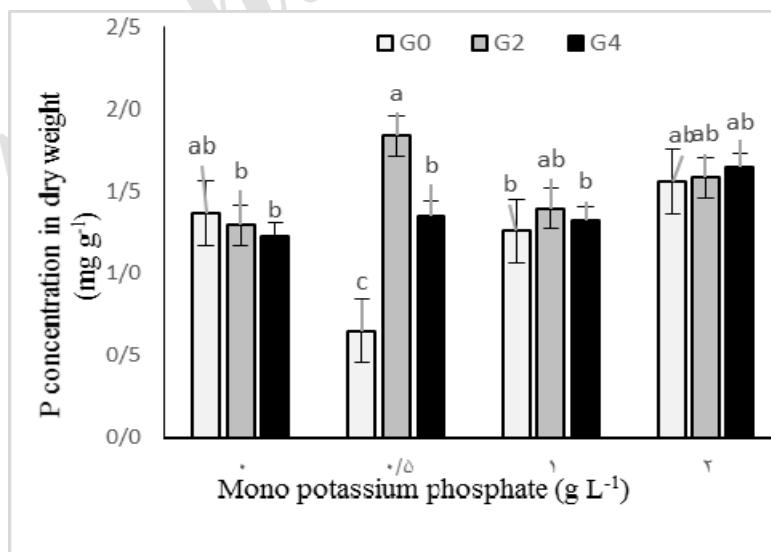 2/5
G0 G2 G4
2/0
1/5
1/0
0/5
0/0
P concentration in dry weight
(mg g-1)
ab b b
c a b
b ab b
ab ab ab
۰ ۰/۵ ۱ ۲
Mono potassium phosphate (g L-1)